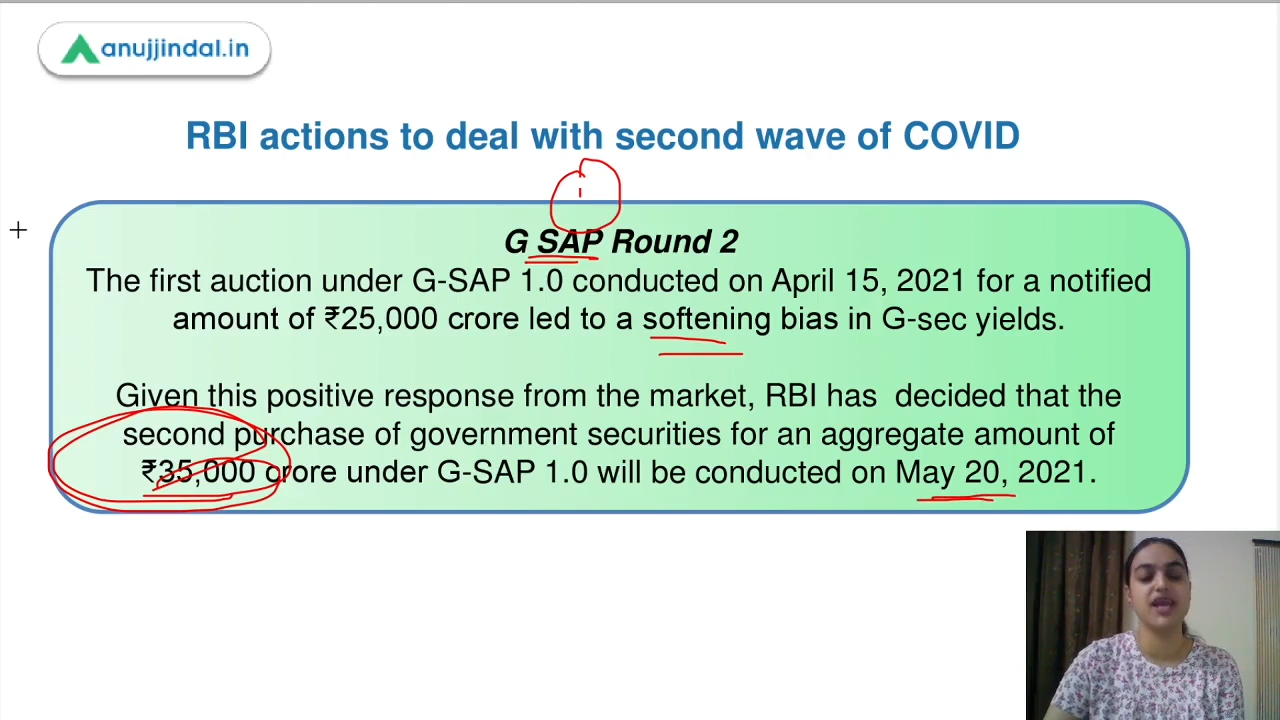 anujjindal.in
RBI actions to deal with second wave of COVID
G SAP Round 2
The first auction under G-SAP 1.0 conducted on April 15, 2021 for a notified
amount of ₹25,000 crore led to a softening bias in G-sec yields.
Given this positive response from the market, RBI has decided that the
second purchase of government securities for an aggregate amount of
₹35,000 crore under G-SAP 1.0 will be conducted on May 20, 2021.